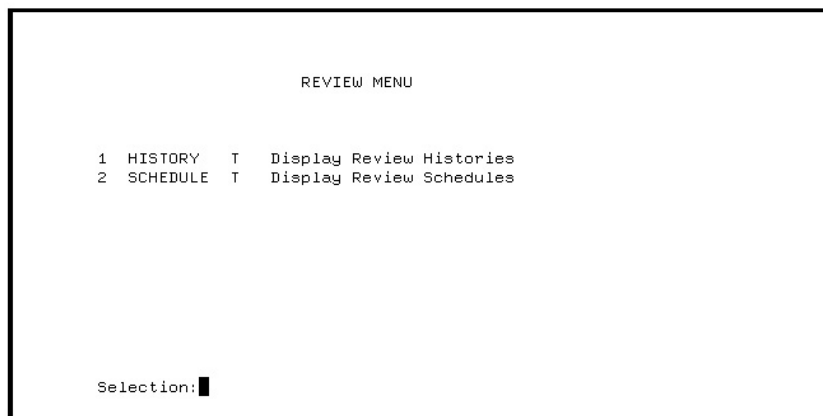 REVIEW MENU
1 HISTORY T Display Review Histories
2 SCHEDULE T Display Review Schedules
Selection: